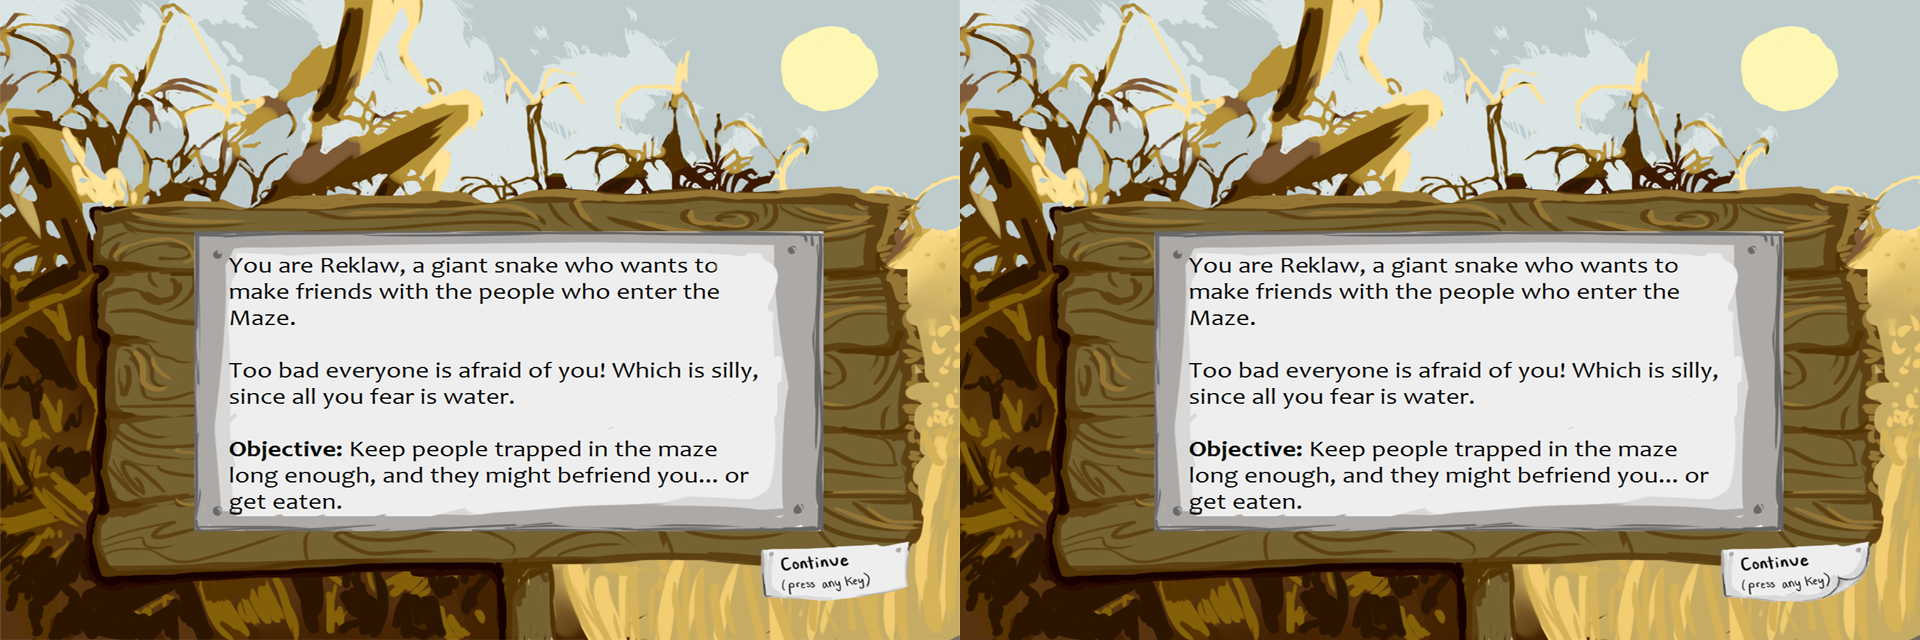 You are Reklaw, a giant snake who wants to
make friends with the people who enter the
Maze.
Too bad everyone is afraid of you! Which is silly,
since all you fear is water.
Objective: Keep people trapped in the maze
long enough, and they might befriend you... or
get eaten.
Continue
(press any Key)
You are Reklaw, a giant snake who wants to
make friends with the people who enter the
Maze.
Too bad everyone is afraid of you! Which is silly,
since all you fear is water.
Objective: Keep people trapped in the maze
long enough, and they might befriend you... or
get eaten.
Continue
(press any Key)